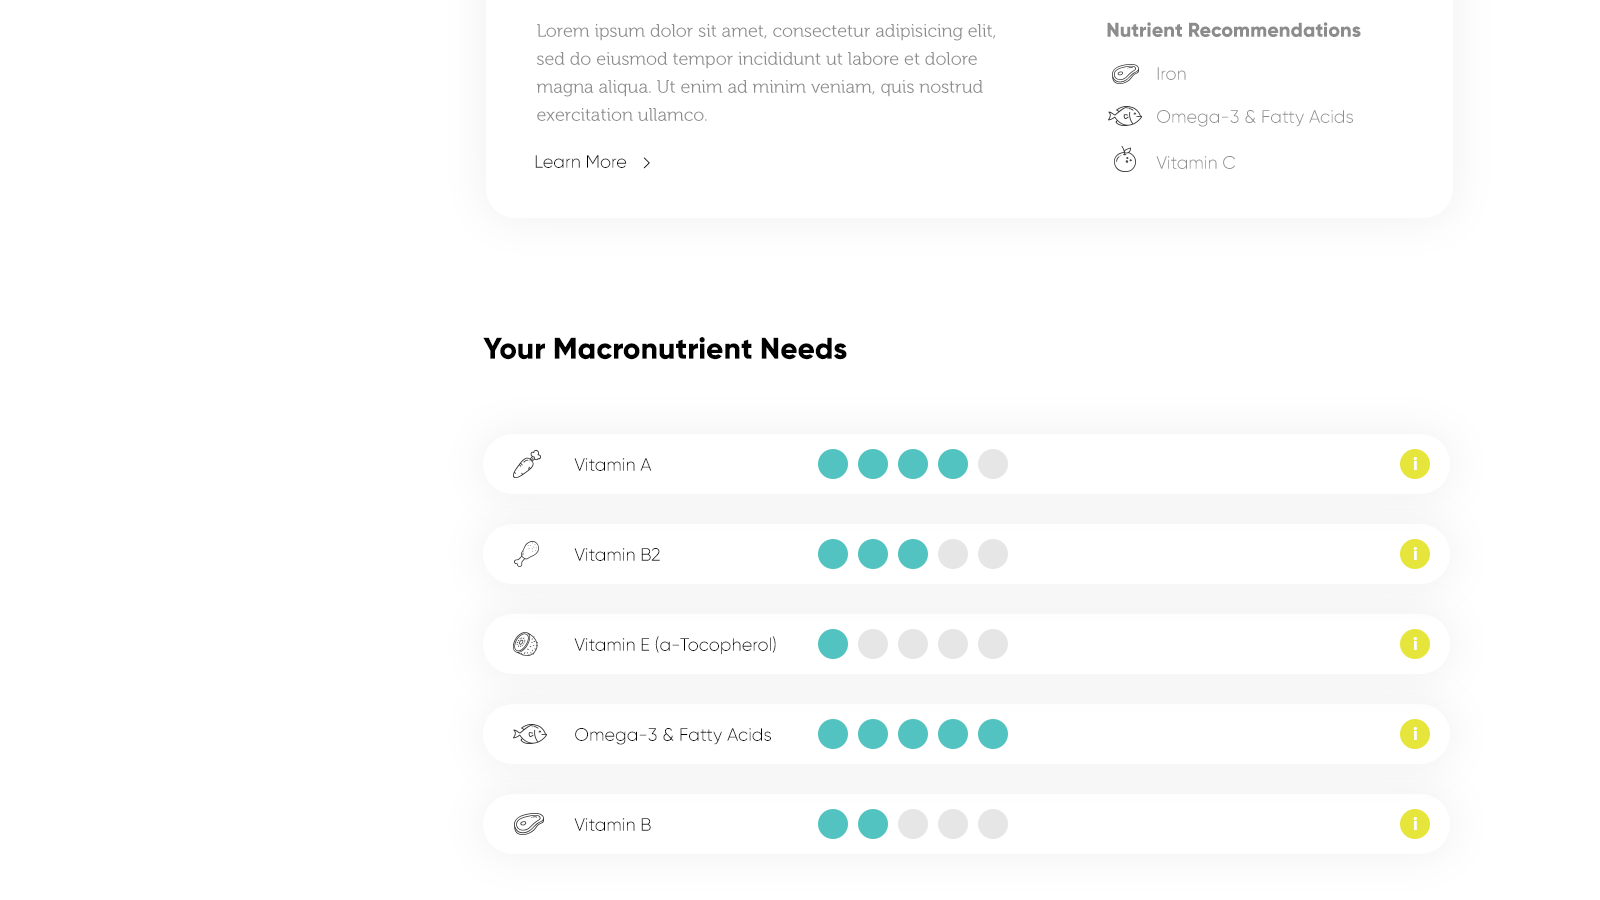 Lorem ipsum dolor sit amet, consectetur adipisicing elit,
sed do eiusmod tempor incididunt ut labore et dolore
magna aliqua. Ut enim ad minim veniam, quis nostrud
exercitation ullamco.
Learn More
Nutrient Recommendations
Iron
Omega-3 & Fatty Acids
Vitamin C
Your Macronutrient Needs
Vitamin A
i
Vitamin B2
i
Vitamin E (a-Tocopherol)
i
Omega-3 & Fatty Acids
i
Vitamin B
i